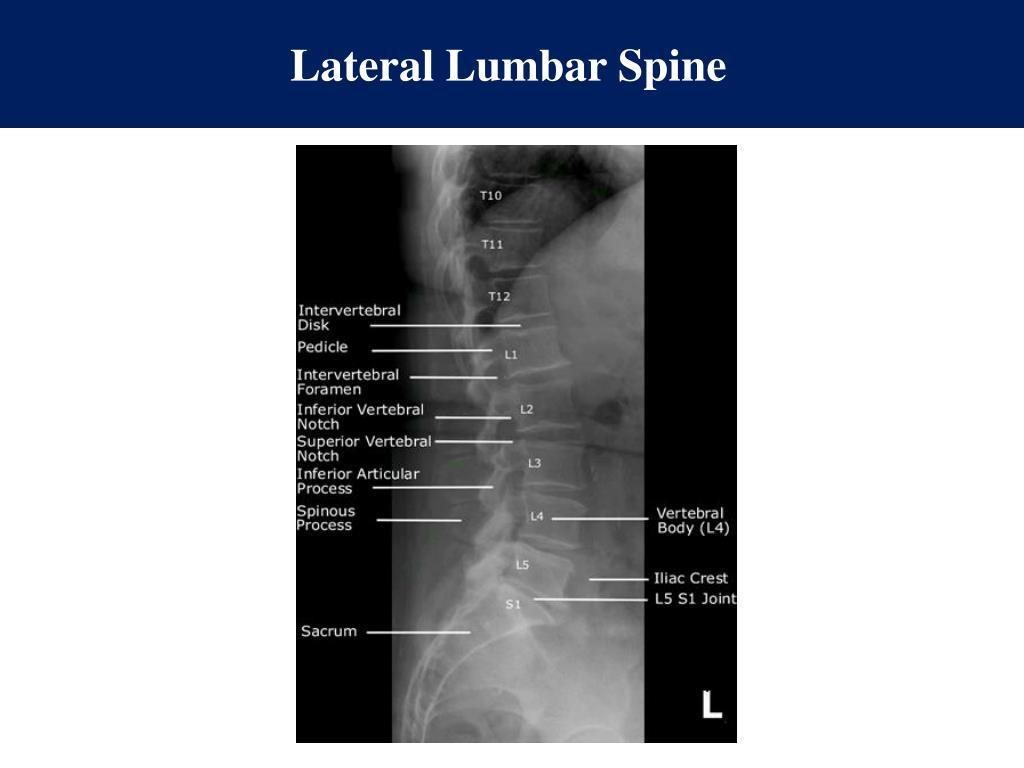 Lateral Lumbar Spine
T10
T11
T12
Intervertebral
Disk
Pedicle
L1
Intervertebral
Foramen
Inferior Vertebral
Notch
L2
Superior Vertebral
Notch
L3
Inferior Articular
Process
Spinous
Process
L4
Vertebral
Body (L4)
L5
Iliac Crest
L5 S1 Joint
S1
Sacrum
L